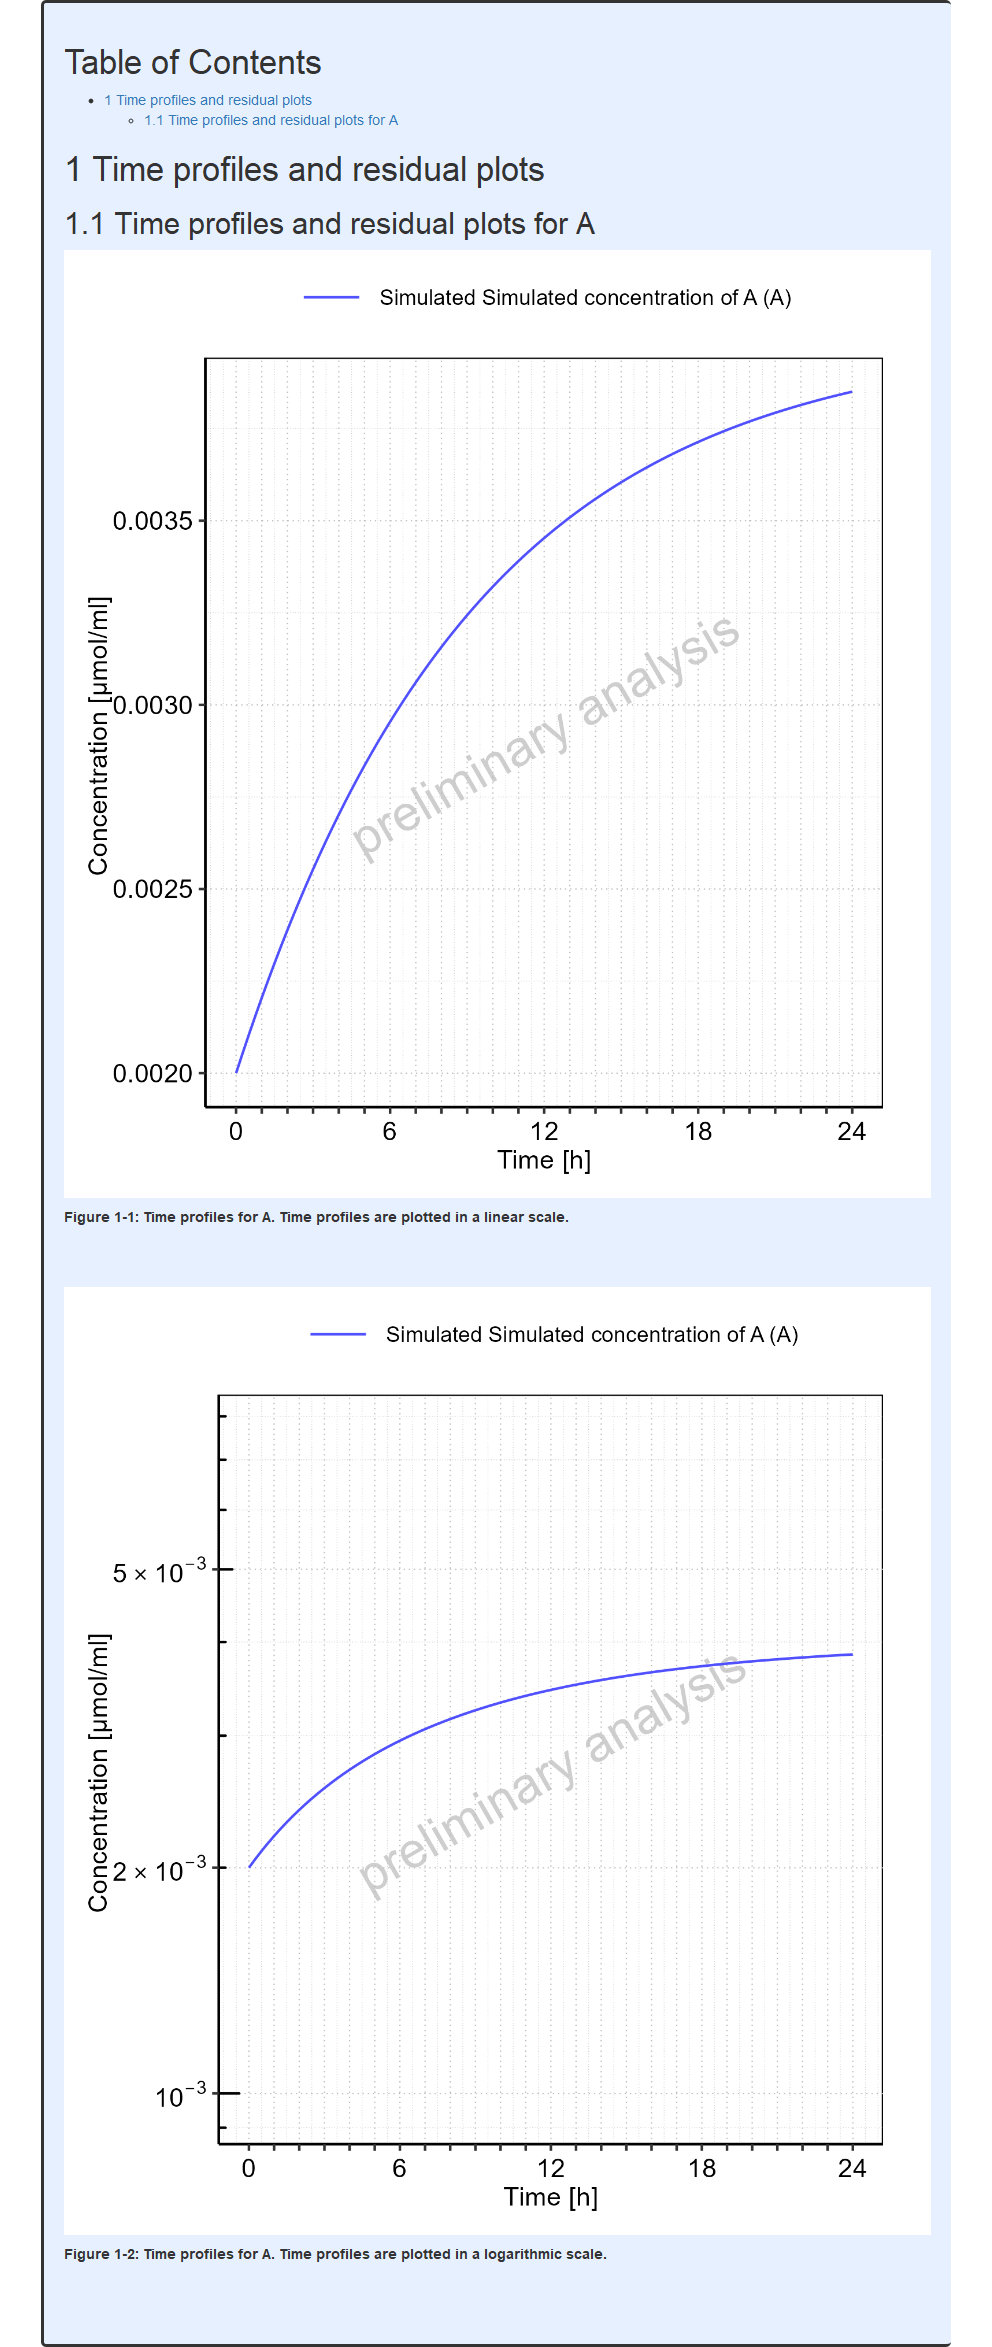 Table of Contents
1 Time profiles and residual plots
1.1 Time profiles and residual plots for A
1 Time profiles and residual plots
1.1 Time profiles and residual plots for A
Simulated Simulated concentration of A (A)
0.0035
0.0030
0.0025
0.0020
Concentration [µmol/ml]
preliminary analysis
0 6 12 18 24
Time [h]
Figure 1-1: Time profiles for A. Time profiles are plotted in a linear scale.
Simulated Simulated concentration of A (A)
5 × 10⁻³
2 × 10⁻³
10⁻³
Concentration [µmol/ml]
preliminary analysis
0 6 12 18 24
Time [h]
Figure 1-2: Time profiles for A. Time profiles are plotted in a logarithmic scale.